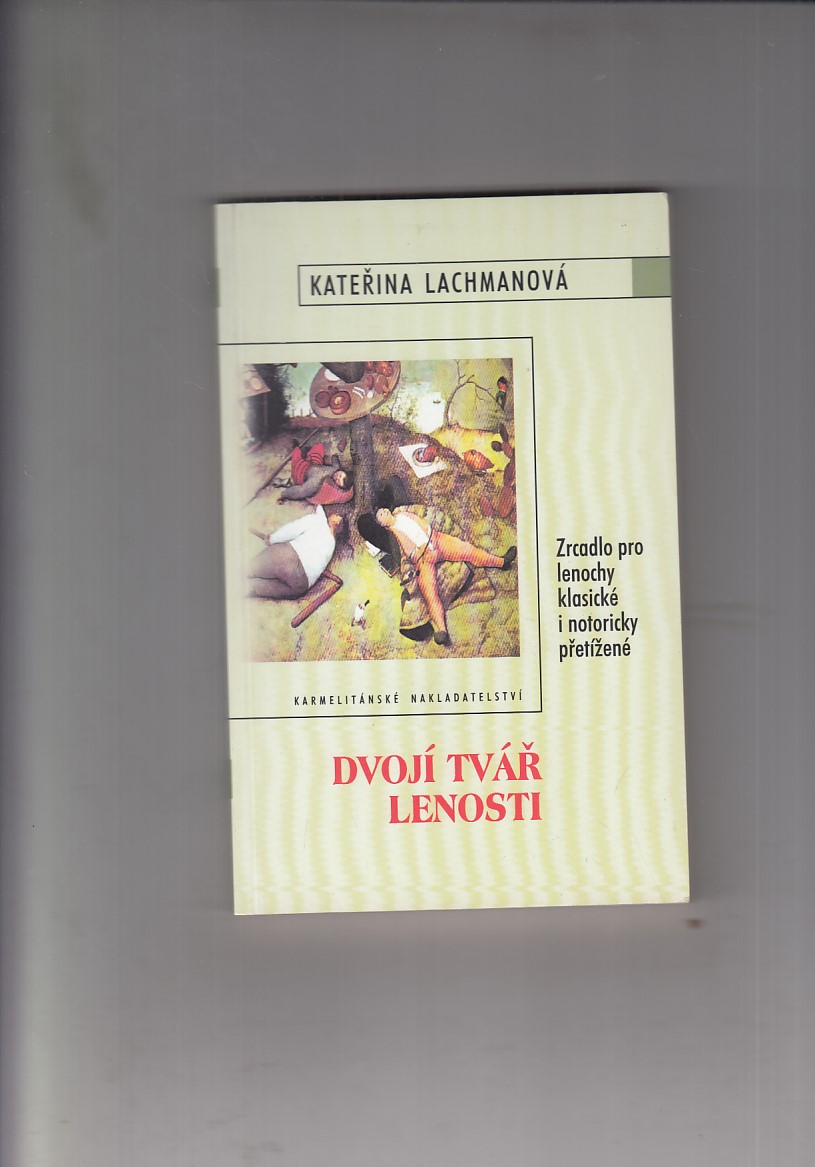 KATEŘINA LACHMANOVÁ
Zrcadlo pro
lenochy
klasické
i notoricky
přetížené
KARMELITÁNSKÉ NAKLADATELSTVÍ
DVOJÍ TVÁŘ
LENOSTI